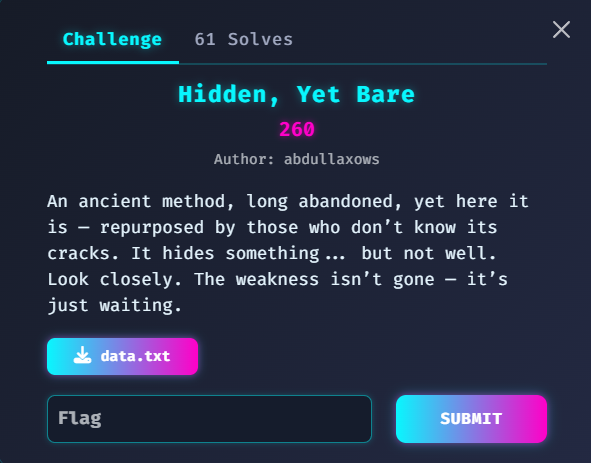 Challenge
61 Solves
Hidden, Yet Bare
260
Author: abdullaxows
An ancient method, long abandoned, yet here it
is — repurposed by those who don’t know its
cracks. It hides something... but not well.
Look closely. The weakness isn’t gone — it’s
just waiting.
data.txt
Flag
SUBMIT